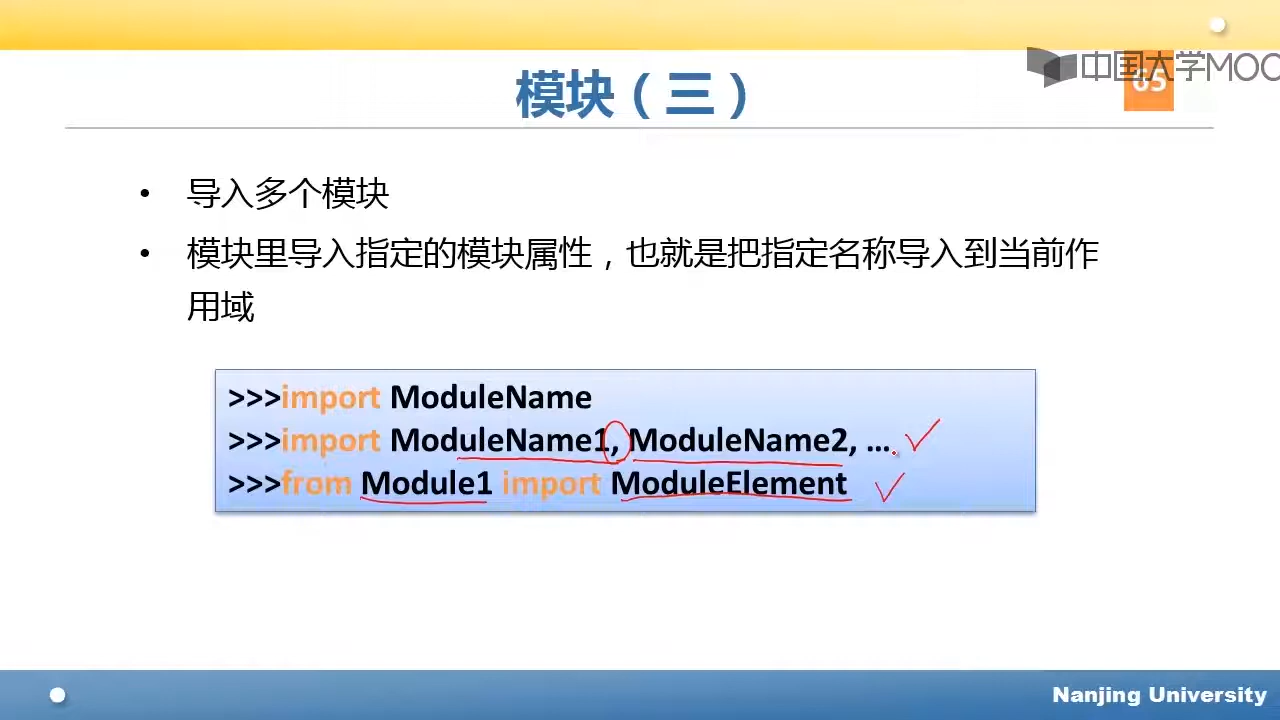 中国大学MOOC
65
模块（三）
• 导入多个模块
• 模块里导入指定的模块属性，也就是把指定名称导入到当前作
用域
>>>import ModuleName
>>>import ModuleName1, ModuleName2, ...
>>>from Module1 import ModuleElement
Nanjing University